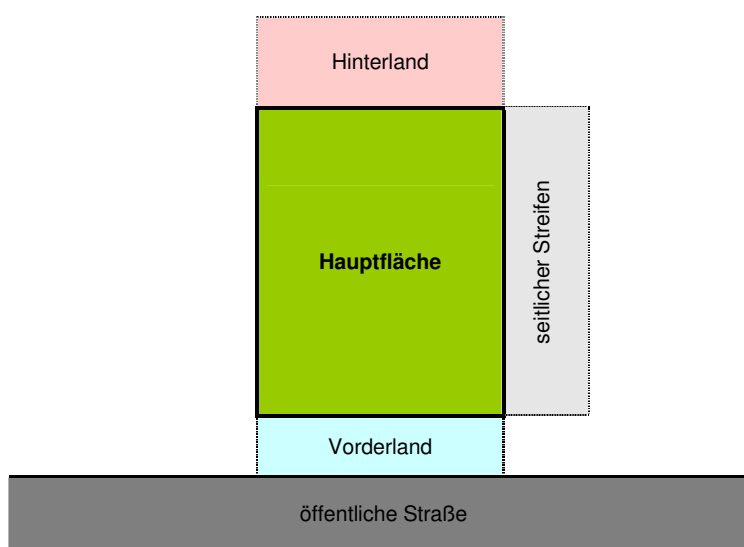 Hinterland
Hauptfläche
seitlicher Streifen
Vorderland
öffentliche Straße